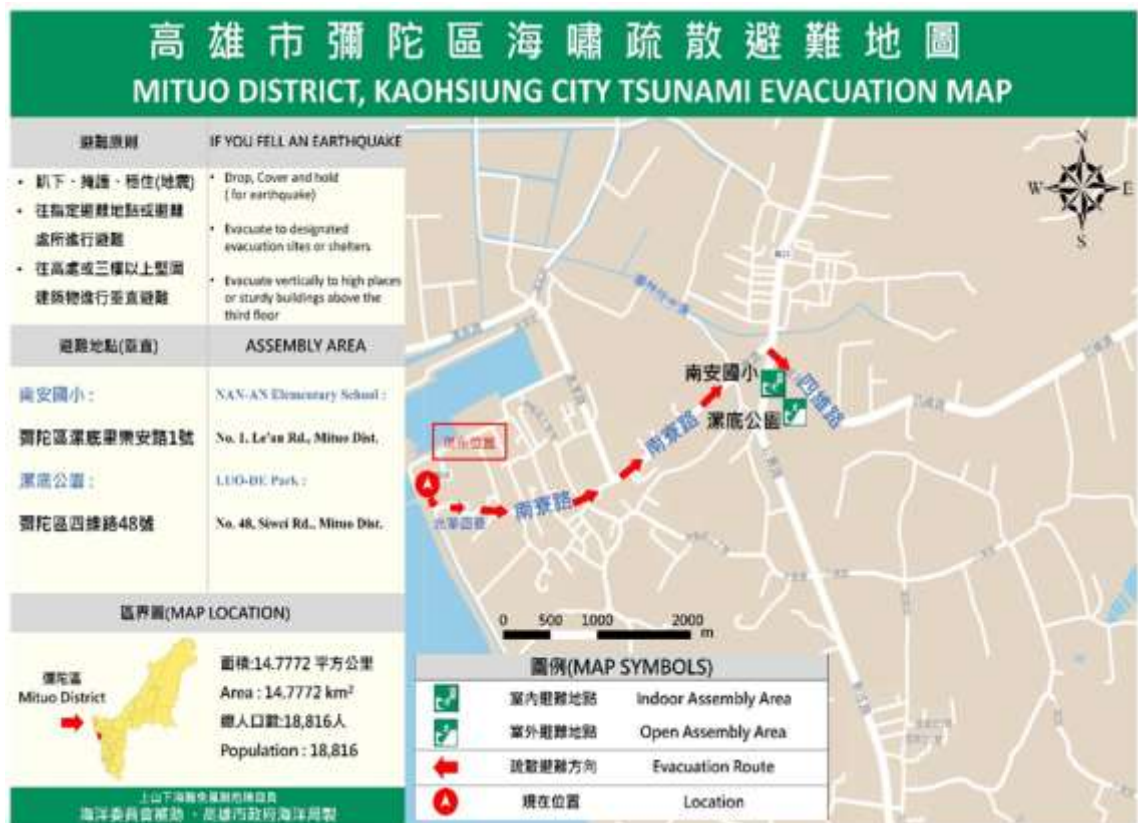 高雄市彌陀區海嘯疏散避難地圖
MITUO DISTRICT, KAOHSIUNG CITY TSUNAMI EVACUATION MAP
避難原則
IF YOU FELL AN EARTHQUAKE
• 趴下、掩護、穩住(地震)
• 往指定避難地點或避難
處所進行避難
• 往高處或三樓以上堅固
建築物進行垂直避難
• Drop, Cover and hold
( for earthquake)
• Evacuate to designated
evacuation sites or shelters
• Evacuate vertically to high places
or sturdy buildings above the
third floor
避難地點(垂直)
ASSEMBLY AREA
南安國小：
NAN-AN Elementary School :
彌陀區漯底里樂安路1號
No. 1, Le'an Rd., Mituo Dist.
漯底公園：
LUO-DE Park :
彌陀區四維路48號
No. 48, Siwei Rd., Mituo Dist.
區界圖(MAP LOCATION)
彌陀區
Mituo District
面積:14.7772 平方公里
Area : 14.7772 km²
總人口數:18,816人
Population : 18,816
海洋委員會補助、高雄市政府海洋局製
N
W
E
S
南安國小
四維路
漯底公園
南寮路
現在位置
南寮路
0 500 1000 2000
m
圖例(MAP SYMBOLS)
室內避難地點 Indoor Assembly Area
室外避難地點 Open Assembly Area
疏散避難方向 Evacuation Route
現在位置 Location